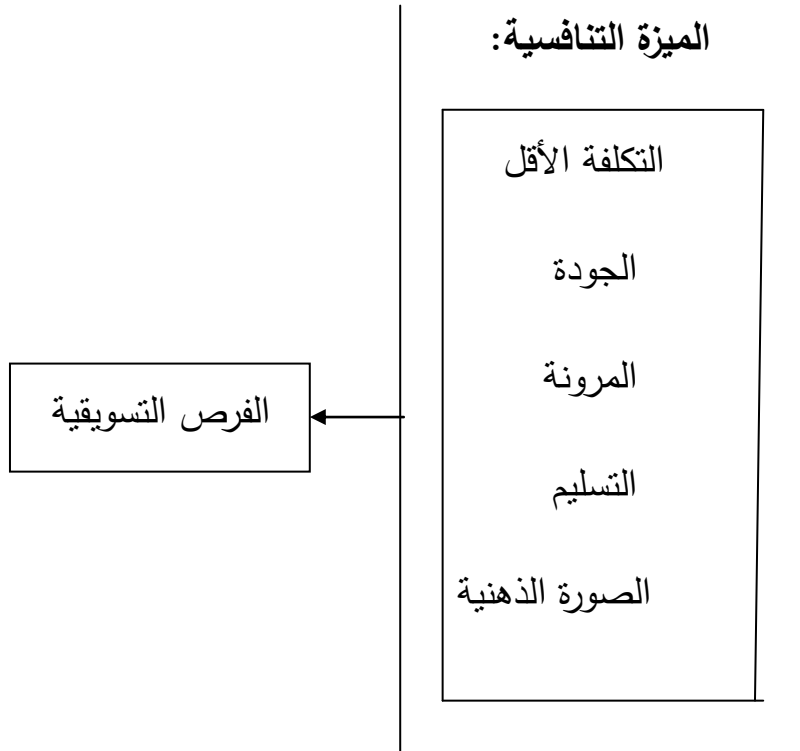 الميزة التنافسية:
التكلفة الأقل
الجودة
المرونة
التسليم
الصورة الذهنية
الفرص التسويقية